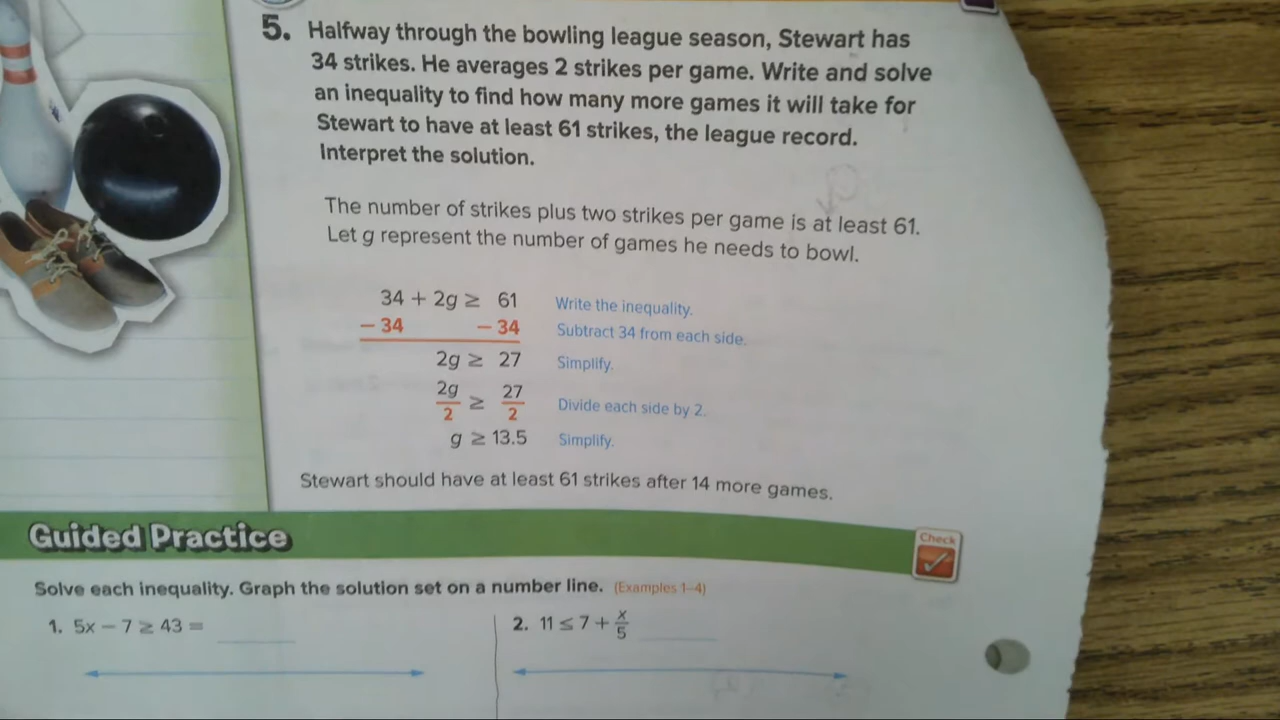 5. Halfway through the bowling league season, Stewart has
34 strikes. He averages 2 strikes per game. Write and solve
an inequality to find how many more games it will take for
Stewart to have at least 61 strikes, the league record.
Interpret the solution.
The number of strikes plus two strikes per game is at least 61.
Let g represent the number of games he needs to bowl.
34 + 2g ≥ 61 Write the inequality.
− 34 − 34 Subtract 34 from each side.
2g ≥ 27 Simplify.
2g/2 ≥ 27/2 Divide each side by 2.
g ≥ 13.5 Simplify.
Stewart should have at least 61 strikes after 14 more games.
Guided Practice
Check
Solve each inequality. Graph the solution set on a number line. (Examples 1–4)
1. 5x − 7 ≥ 43 =
2. 11 ≤ 7 + x/5